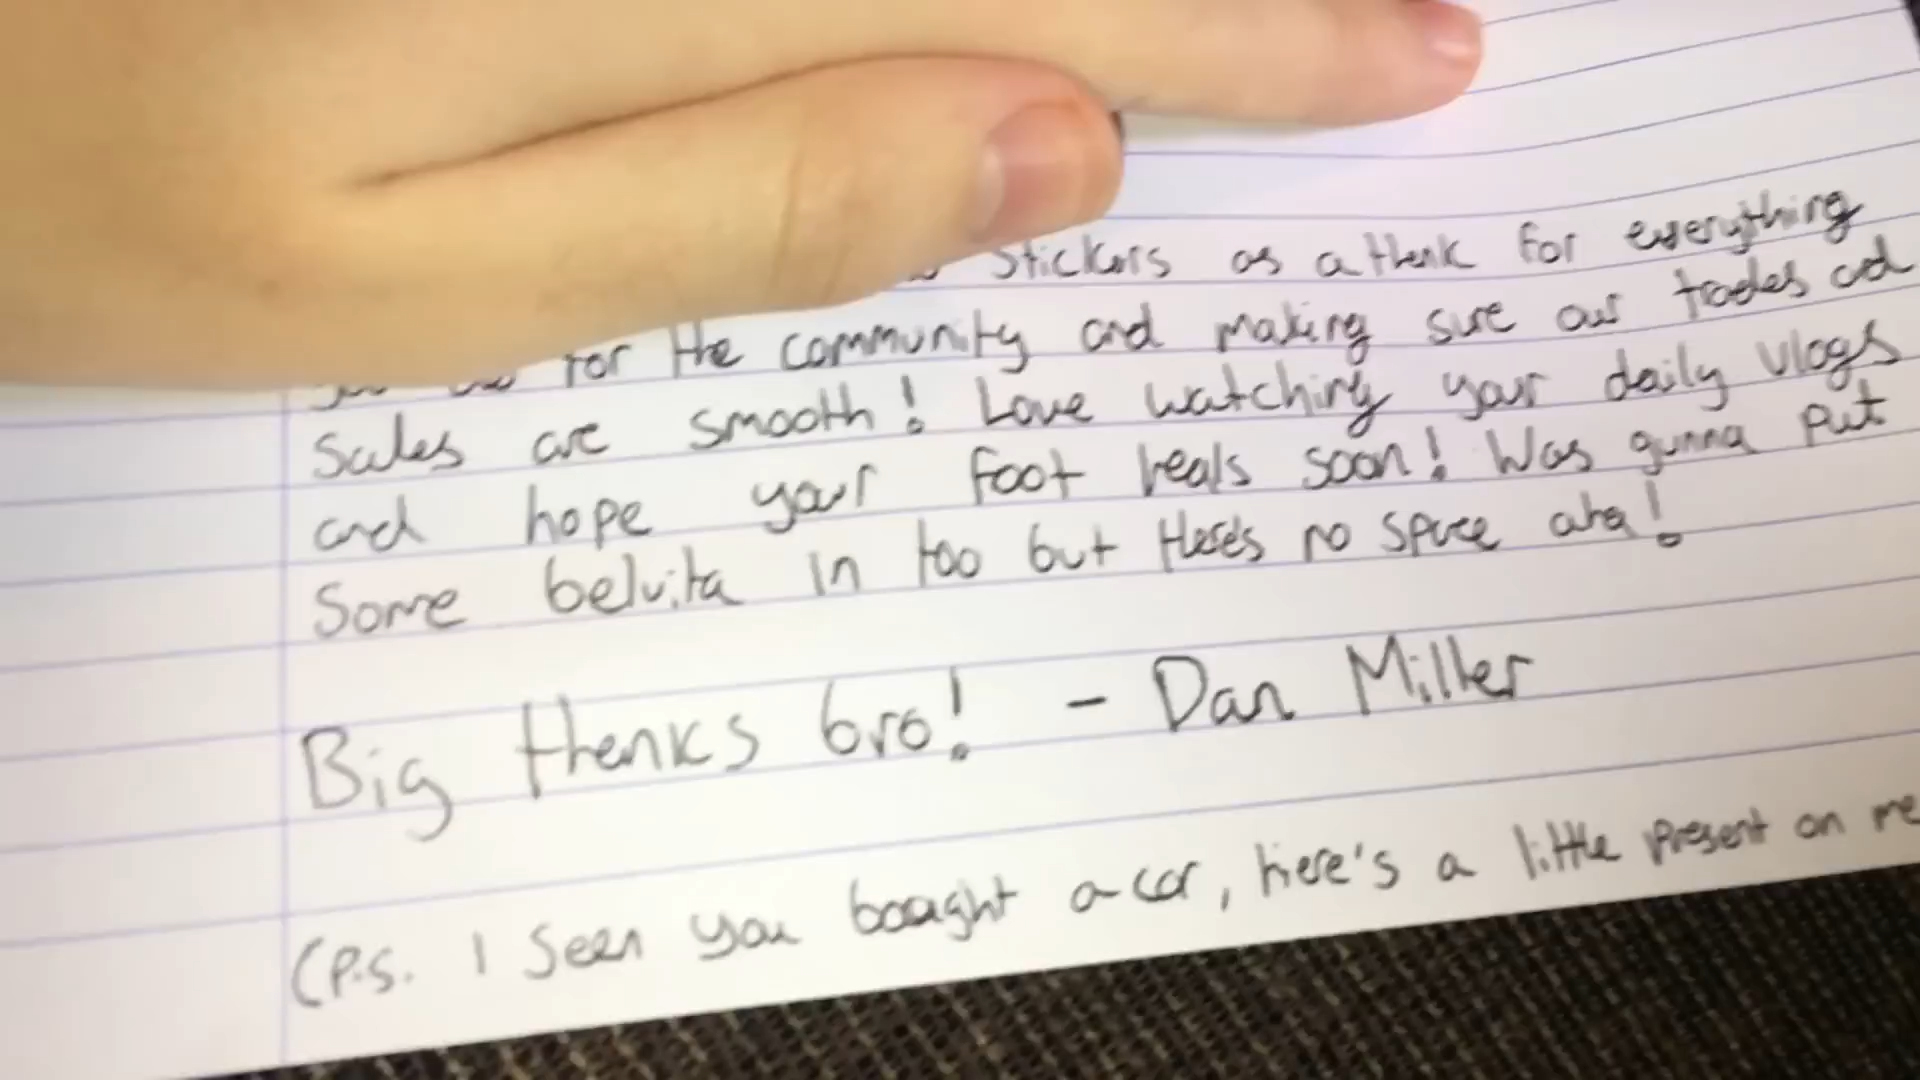 stickers as a thank for everything
for the community and making sure our trades and
sales are smooth! Love watching your daily vlogs
and hope your foot heals soon! Was gunna put
Some belvita in too but there's no space aha!
Big thanks bro! - Dan Miller
(P.S. I Seen you bought a car, here's a little present on me